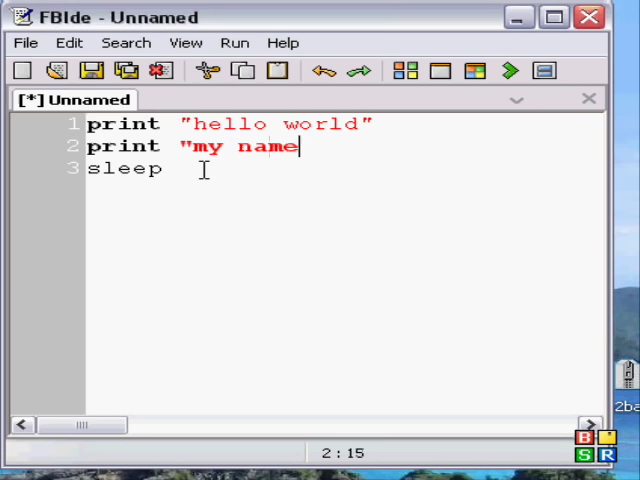 FBIde - Unnamed
File Edit Search View Run Help
[*] Unnamed
1 print "hello world"
2 print "my name
3 sleep
2ba
2 : 15
B
S R